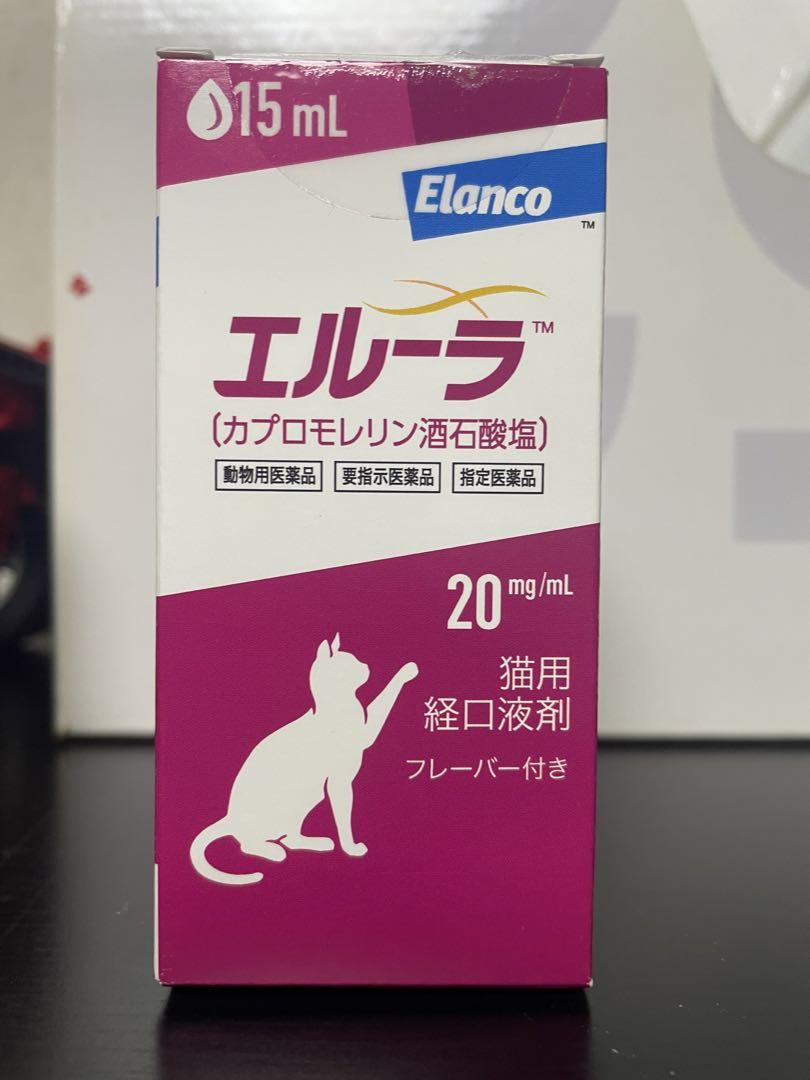 15 mL
Elanco
TM
エルーラ™
(カプロモレリン酒石酸塩)
動物用医薬品 要指示医薬品 指定医薬品
20 mg/mL
猫用
経口液剤
フレーバー付き